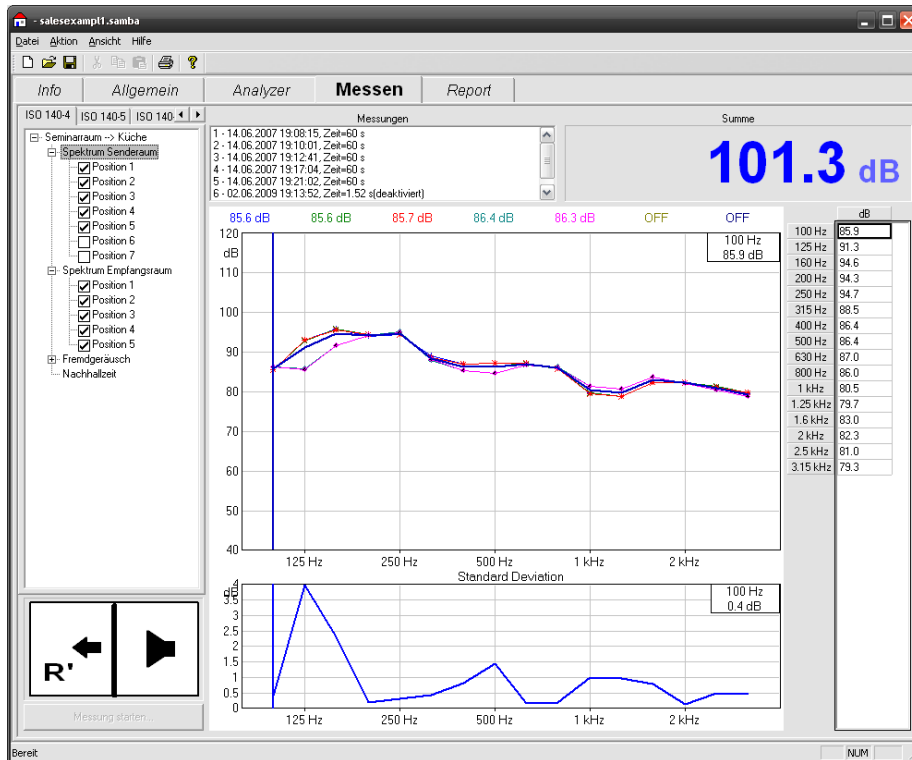 - salesexampl1.samba
Datei Aktion Ansicht Hilfe
Info Allgemein Analyzer Messen Report
ISO 140-4 ISO 140-5 ISO 140-
Seminarraum --> Küche
Spektrum Senderaum
Position 1
Position 2
Position 3
Position 4
Position 5
Position 6
Position 7
Spektrum Empfangsraum
Position 1
Position 2
Position 3
Position 4
Position 5
Fremdgeräusch
Nachhallzeit
R'
Messung starten...
Messungen
1 - 14.06.2007 19:08:15, Zeit=60 s
2 - 14.06.2007 19:10:01, Zeit=60 s
3 - 14.06.2007 19:12:41, Zeit=60 s
4 - 14.06.2007 19:17:04, Zeit=60 s
5 - 14.06.2007 19:21:02, Zeit=60 s
6 - 02.06.2009 19:13:52, Zeit=1.52 s(deaktiviert)
Summe
101.3 dB
85.6 dB 85.6 dB 85.7 dB 86.4 dB 86.3 dB OFF OFF
120
dB
110
100
90
80
70
60
50
40
100 Hz
85.9 dB
125 Hz 250 Hz 500 Hz 1 kHz 2 kHz
Standard Deviation
4
dB
3.5
3
2.5
2
1.5
1
0.5
0
100 Hz
0.4 dB
125 Hz 250 Hz 500 Hz 1 kHz 2 kHz
dB
100 Hz 85.9
125 Hz 91.3
160 Hz 94.6
200 Hz 94.3
250 Hz 94.7
315 Hz 88.5
400 Hz 86.4
500 Hz 86.4
630 Hz 87.0
800 Hz 86.0
1 kHz 80.5
1.25 kHz 79.7
1.6 kHz 83.0
2 kHz 82.3
2.5 kHz 81.0
3.15 kHz 79.3
Bereit
NUM